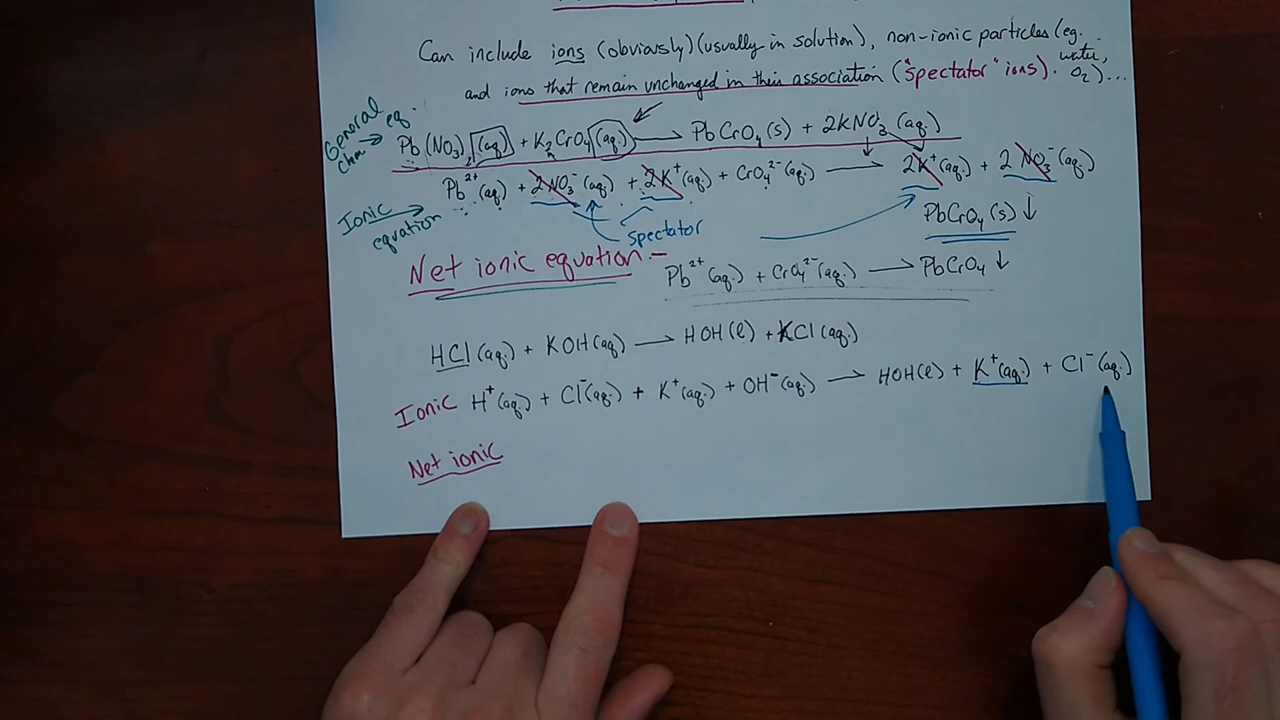 Can include ions (obviously) (usually in solution), non-ionic particles (eg. water, O₂)...
and ions that remain unchanged in their association ("spectator" ions).
General chem eq.
Pb(NO₃)₂(aq.) + K₂CrO₄(aq.) → PbCrO₄(s) + 2KNO₃(aq.)
Ionic equation
Pb²⁺(aq.) + 2NO₃⁻(aq.) + 2K⁺(aq.) + CrO₄²⁻(aq.) → 2K⁺(aq.) + 2NO₃⁻(aq.)
PbCrO₄(s)↓
spectator
Net ionic equation – Pb²⁺(aq.) + CrO₄²⁻(aq.) → PbCrO₄↓
HCl(aq.) + KOH(aq.) → HOH(l) + KCl(aq.)
Ionic H⁺(aq.) + Cl⁻(aq.) + K⁺(aq.) + OH⁻(aq.) → HOH(l) + K⁺(aq.) + Cl⁻(aq.)
Net ionic